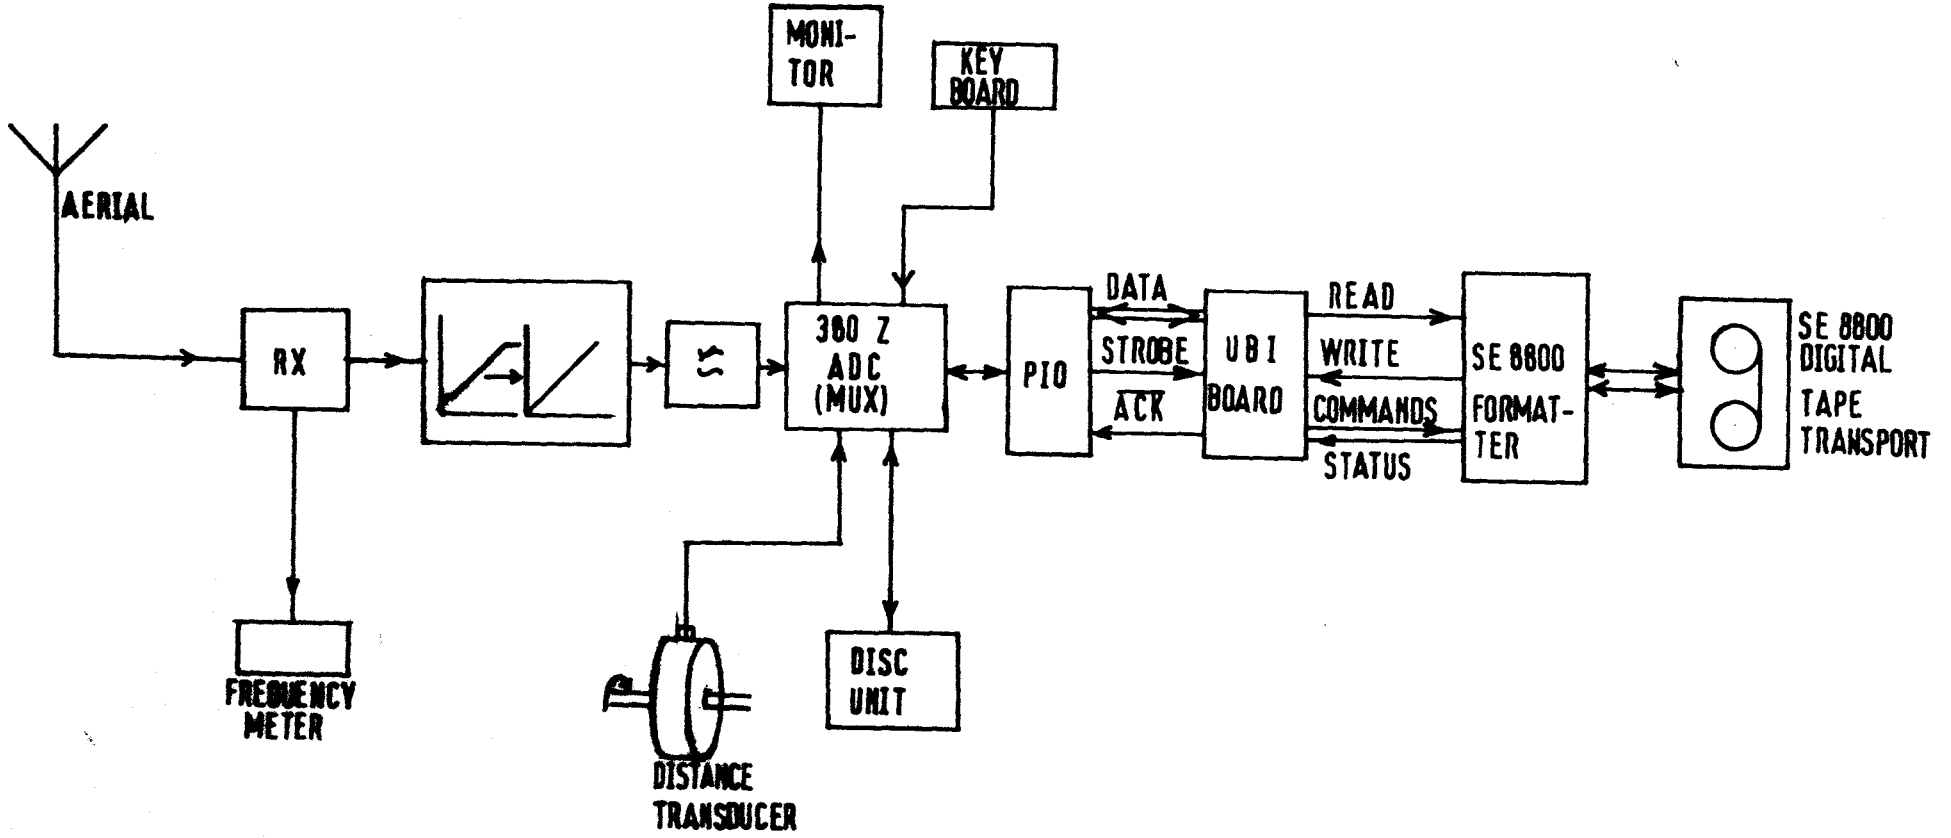 MONI-
TOR
KEY
BOARD
AERIAL
RX
380 Z
ADC
(MUX)
PIO
DATA
STROBE
ACK
UBI
BOARD
READ
WRITE
COMMANDS
STATUS
SE 8800
FORMAT-
TER
SE 8800
DIGITAL
TAPE
TRANSPORT
FREQUENCY
METER
DISTANCE
TRANSDUCER
DISC
UNIT